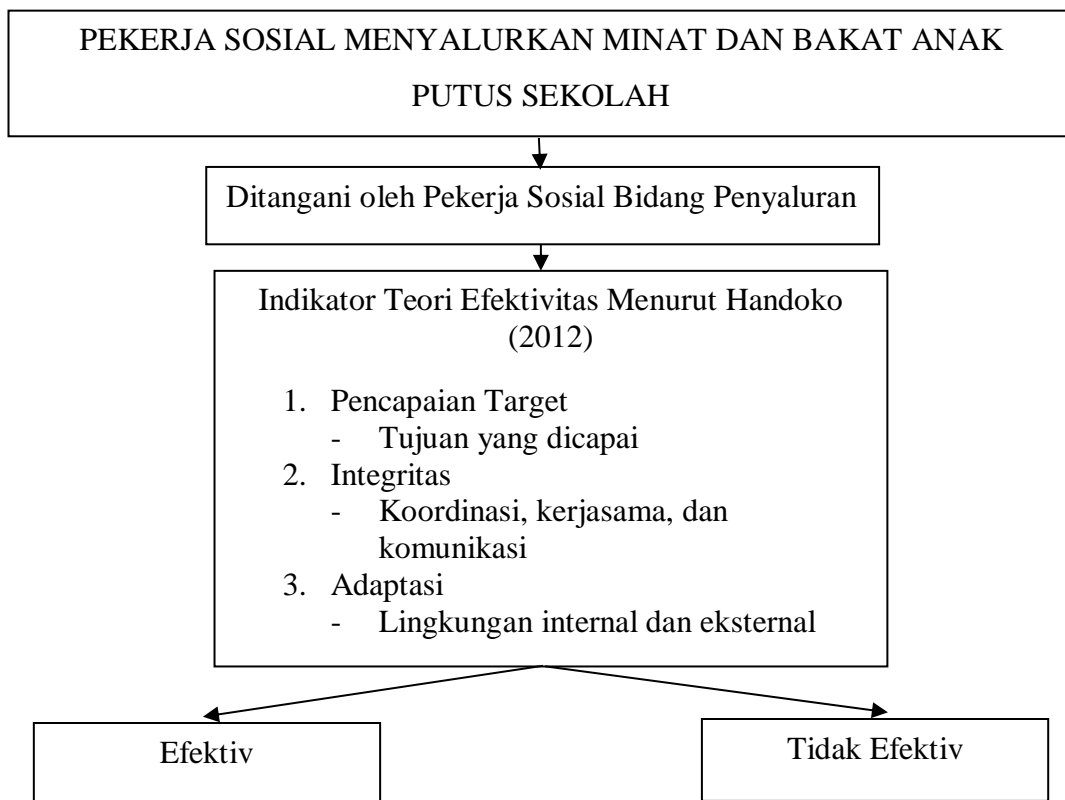 PEKERJA SOSIAL MENYALURKAN MINAT DAN BAKAT ANAK
PUTUS SEKOLAH
Ditangani oleh Pekerja Sosial Bidang Penyaluran
Indikator Teori Efektivitas Menurut Handoko
(2012)
1. Pencapaian Target
- Tujuan yang dicapai
2. Integritas
- Koordinasi, kerjasama, dan
komunikasi
3. Adaptasi
- Lingkungan internal dan eksternal
Efektiv
Tidak Efektiv